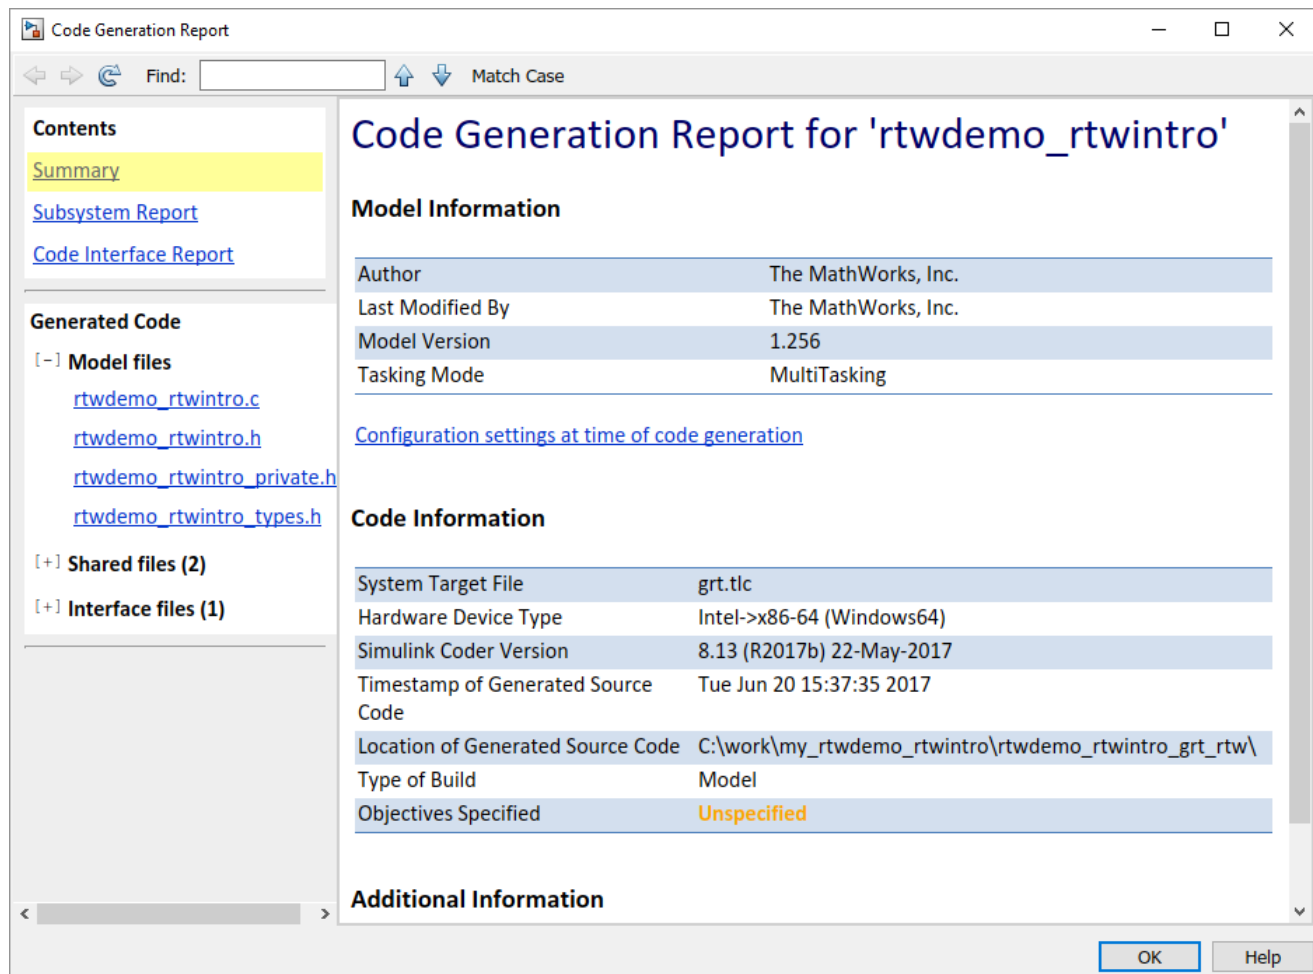 Code Generation Report
Find:
Match Case
Contents
Summary
Subsystem Report
Code Interface Report
Generated Code
[-] Model files
rtwdemo_rtwintro.c
rtwdemo_rtwintro.h
rtwdemo_rtwintro_private.h
rtwdemo_rtwintro_types.h
[+] Shared files (2)
[+] Interface files (1)
Code Generation Report for 'rtwdemo_rtwintro'
Model Information
Author The MathWorks, Inc.
Last Modified By The MathWorks, Inc.
Model Version 1.256
Tasking Mode MultiTasking
Configuration settings at time of code generation
Code Information
System Target File grt.tlc
Hardware Device Type Intel->x86-64 (Windows64)
Simulink Coder Version 8.13 (R2017b) 22-May-2017
Timestamp of Generated Source Tue Jun 20 15:37:35 2017
Code
Location of Generated Source Code C:\work\my_rtwdemo_rtwintro\rtwdemo_rtwintro_grt_rtw\
Type of Build Model
Objectives Specified Unspecified
Additional Information
OK Help